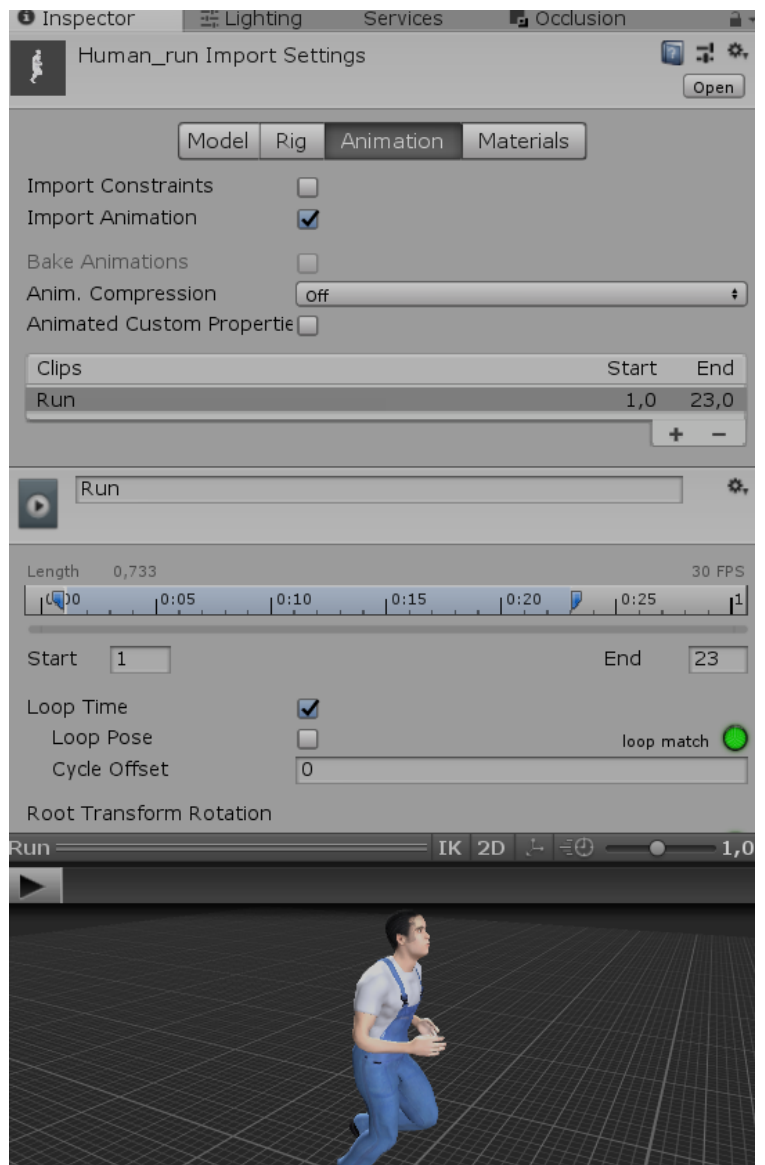 Inspector Lighting Services Occlusion
Human_run Import Settings
Open
Model Rig Animation Materials
Import Constraints
Import Animation
Bake Animations
Anim. Compression Off
Animated Custom Propertie
Clips Start End
Run 1,0 23,0
+ −
Run
Length 0,733 30 FPS
0:05 0:10 0:15 0:20 0:25 1
Start 1 End 23
Loop Time
Loop Pose loop match
Cycle Offset 0
Root Transform Rotation
Run IK 2D 1,0